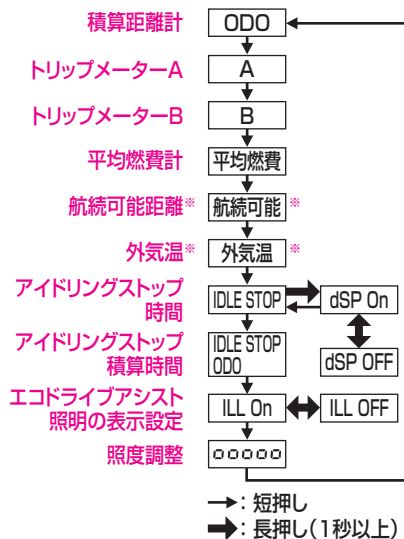 積算距離計 ODO
トリップメーターA A
トリップメーターB B
平均燃費計 平均燃費
航続可能距離※ 航続可能 ※
外気温※ 外気温 ※
アイドリングストップ
時間
IDLE STOP
dSP On
アイドリングストップ
積算時間
IDLE STOP
ODO
dSP OFF
エコドライブアシスト
照明の表示設定
ILL On
ILL OFF
照度調整 ooooo
→:短押し
➡:長押し(1秒以上)